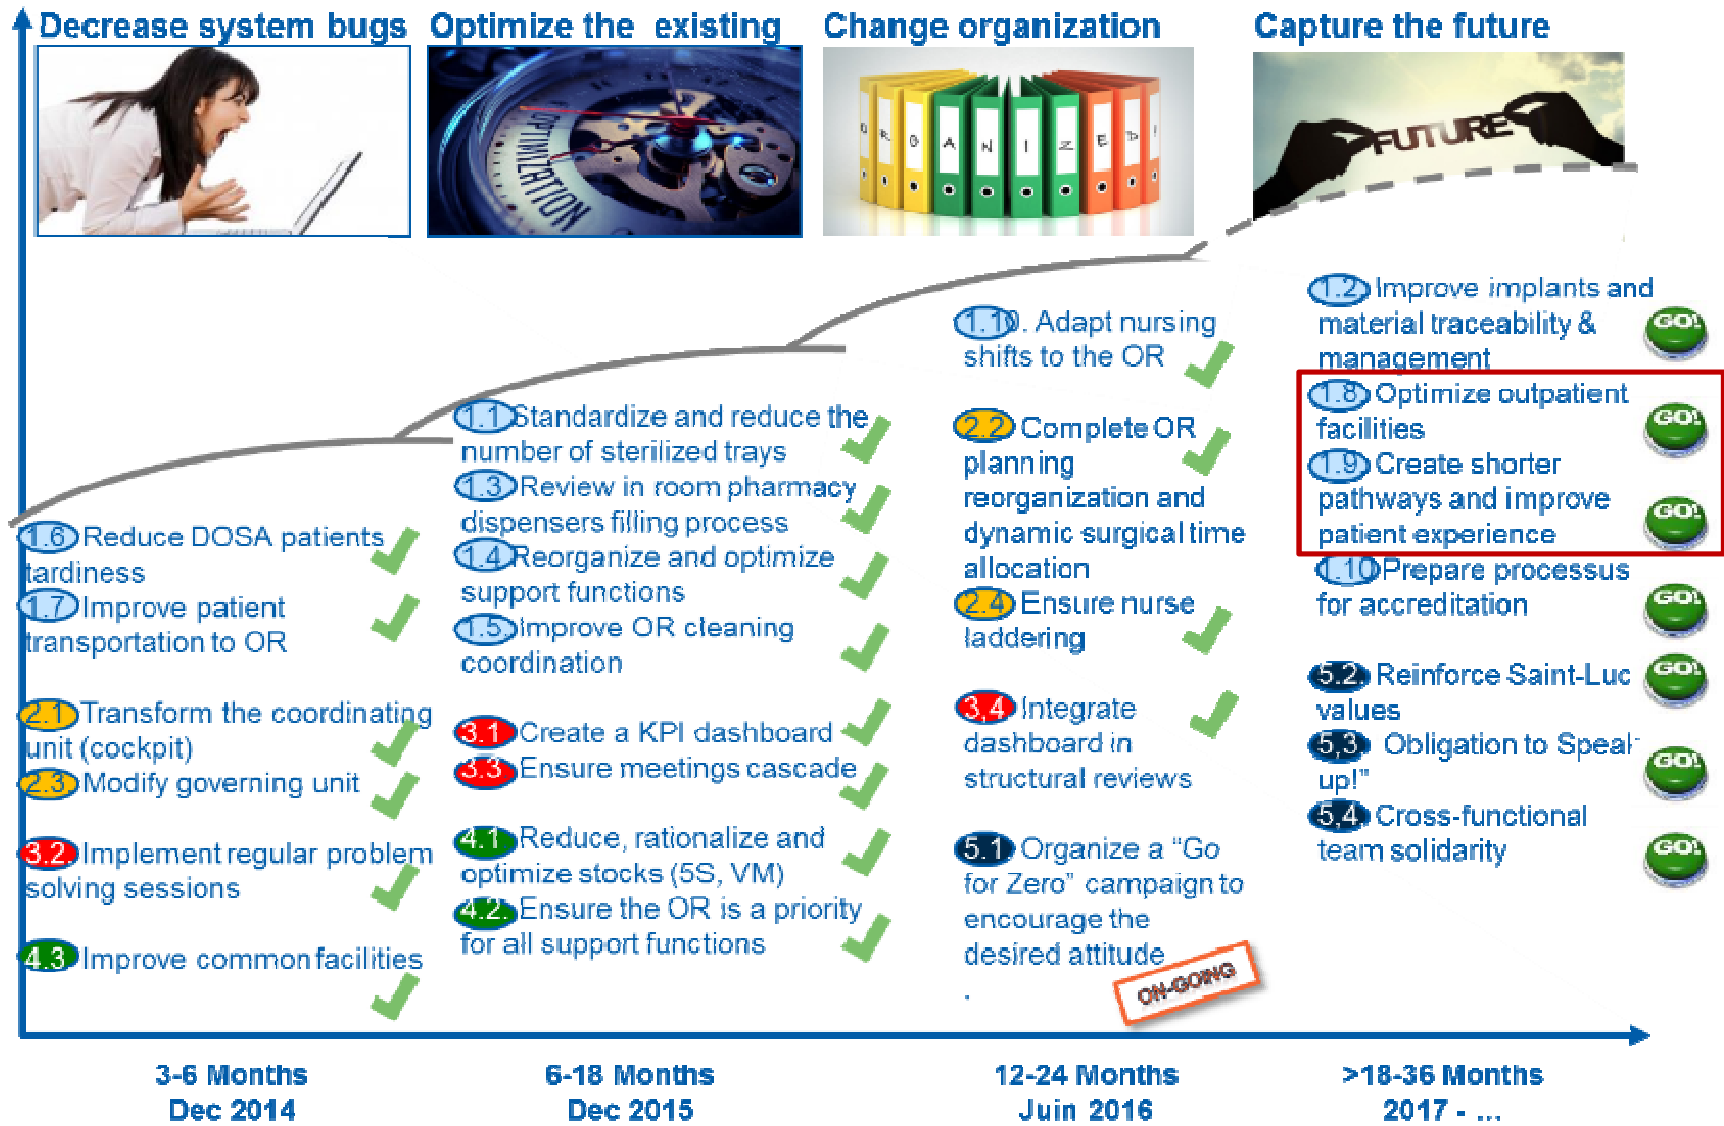 Decrease system bugs
Optimize the existing
Change organization
Capture the future
OPTIMIZATION
O R G A N I Z E D !
FUTURE
1.6 Reduce DOSA patients
tardiness
1.7 Improve patient
transportation to OR
2.1 Transform the coordinating
unit (cockpit)
2.3 Modify governing unit
3.2 Implement regular problem
solving sessions
4.3 Improve common facilities
1.1 Standardize and reduce the
number of sterilized trays
1.3 Review in room pharmacy
dispensers filling process
1.4 Reorganize and optimize
support functions
1.5 Improve OR cleaning
coordination
3.1 Create a KPI dashboard
3.3 Ensure meetings cascade
4.1 Reduce, rationalize and
optimize stocks (5S, VM)
4.2. Ensure the OR is a priority
for all support functions
1.10. Adapt nursing
shifts to the OR
2.2 Complete OR
planning
reorganization and
dynamic surgical time
allocation
2.4 Ensure nurse
laddering
3,4 Integrate
dashboard in
structural reviews
5.1 Organize a “Go
for Zero” campaign to
encourage the
desired attitude
.
ON-GOING
1.2 Improve implants and
material traceability &
management
GO!
1.8 Optimize outpatient
facilities
GO!
1.9 Create shorter
pathways and improve
patient experience
GO!
1.10 Prepare processus
for accreditation
GO!
5.2. Reinforce Saint-Luc
values
GO!
5,3 Obligation to Speak
up!"
GO!
5,4 Cross-functional
team solidarity
GO!
3-6 Months
Dec 2014
6-18 Months
Dec 2015
12-24 Months
Juin 2016
>18-36 Months
2017 - ...